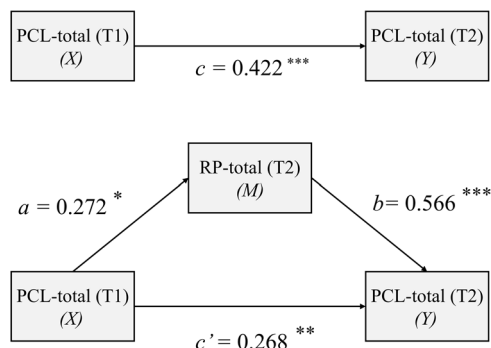 PCL-total (T1)
(X)
PCL-total (T2)
(Y)
c = 0.422 ***
RP-total (T2)
(M)
a = 0.272 *
b= 0.566 ***
PCL-total (T1)
(X)
PCL-total (T2)
(Y)
c’ = 0.268 **